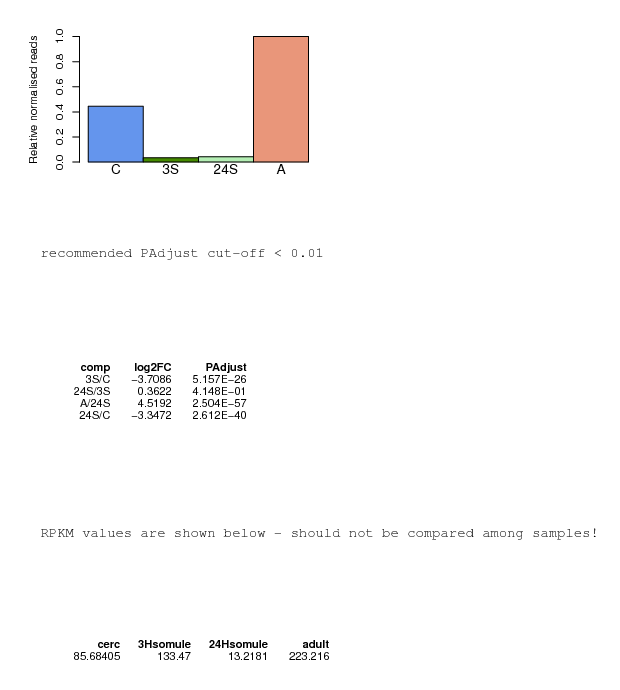 Relative normalised reads
1.0
0.8
0.6
0.4
0.2
0.0
C 3S 24S A
recommended PAdjust cut-off < 0.01
comp log2FC PAdjust
3S/C −3.7086 5.157E−26
24S/3S 0.3622 4.148E−01
A/24S 4.5192 2.504E−57
24S/C −3.3472 2.612E−40
RPKM values are shown below - should not be compared among samples!
cerc 3Hsomule 24Hsomule adult
85.68405 133.47 13.2181 223.216